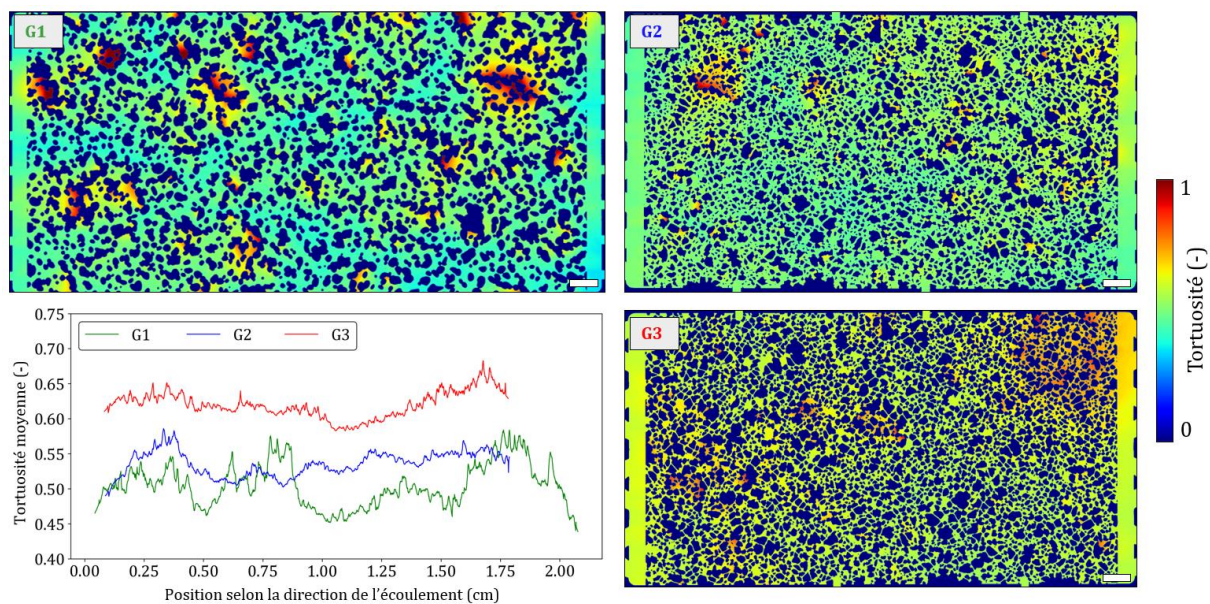 G1
G2
1
Tortuosité (-)
0
G3
G1 G2 G3
Tortuosité moyenne (-)
0.75
0.70
0.65
0.60
0.55
0.50
0.45
0.40
0.00 0.25 0.50 0.75 1.00 1.25 1.50 1.75 2.00
Position selon la direction de l'écoulement (cm)